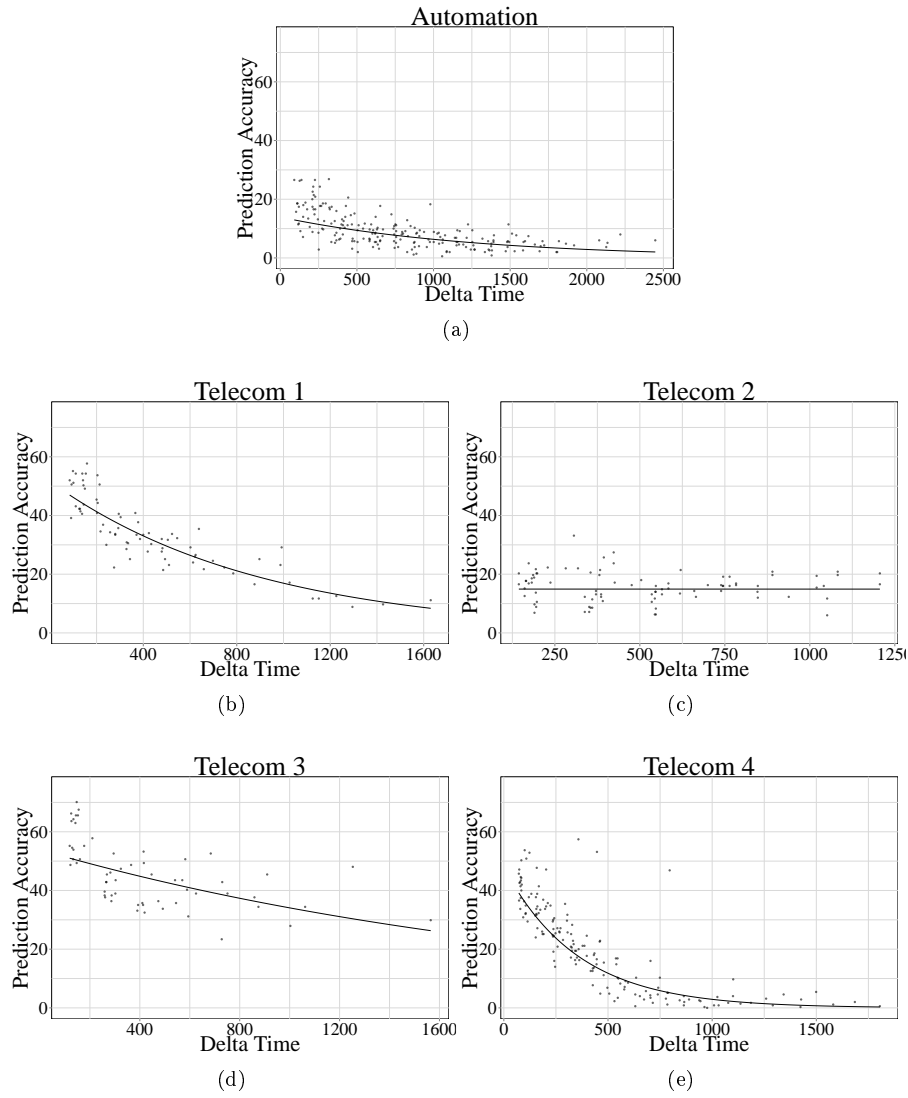 Automation
Prediction Accuracy
60
40
20
0
0 500 1000 1500 2000 2500
Delta Time
(a)
Telecom 1
Prediction Accuracy
60
40
20
0
400 800 1200 1600
Delta Time
(b)
Telecom 2
Prediction Accuracy
60
40
20
0
250 500 750 1000 1250
Delta Time
(c)
Telecom 3
Prediction Accuracy
60
40
20
0
400 800 1200 1600
Delta Time
(d)
Telecom 4
Prediction Accuracy
60
40
20
0
0 500 1000 1500
Delta Time
(e)